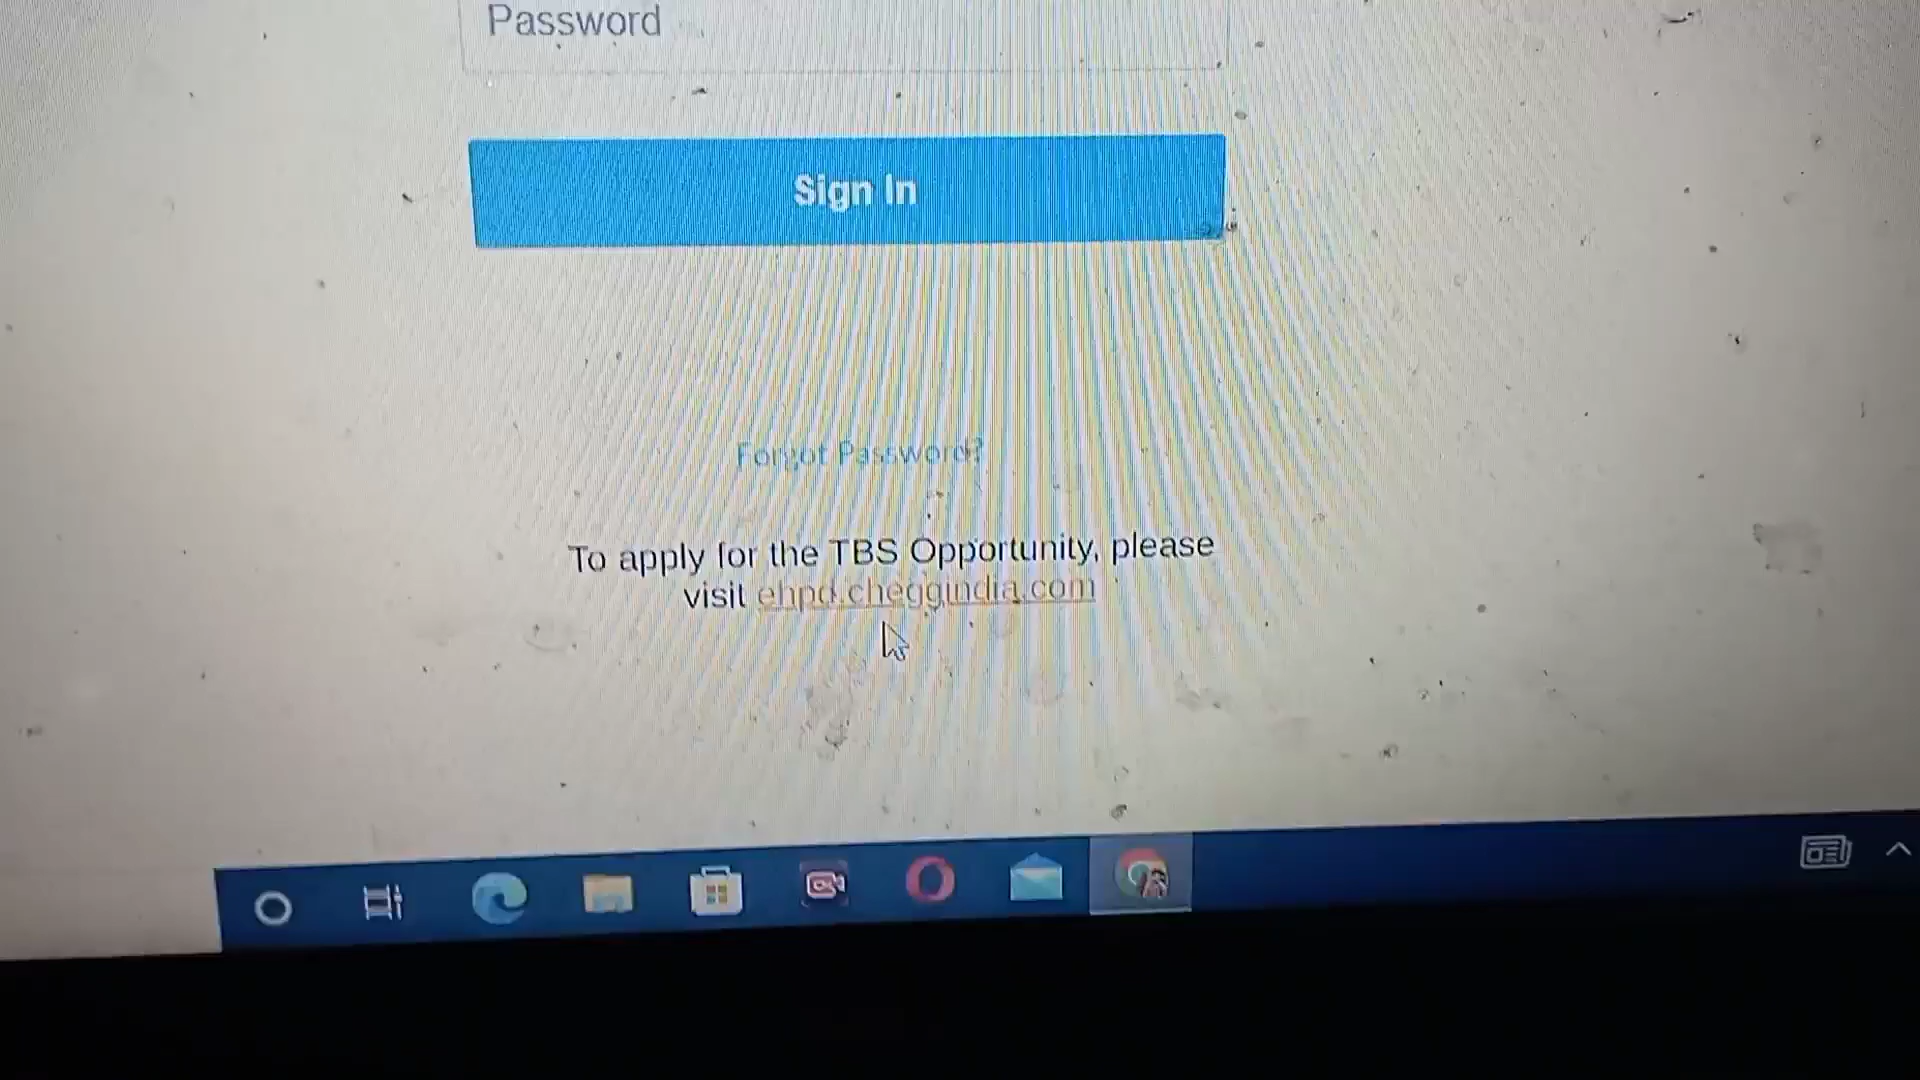 Password
Sign In
Forgot Password?
To apply for the TBS Opportunity, please
visit ehpd.cheggindia.com